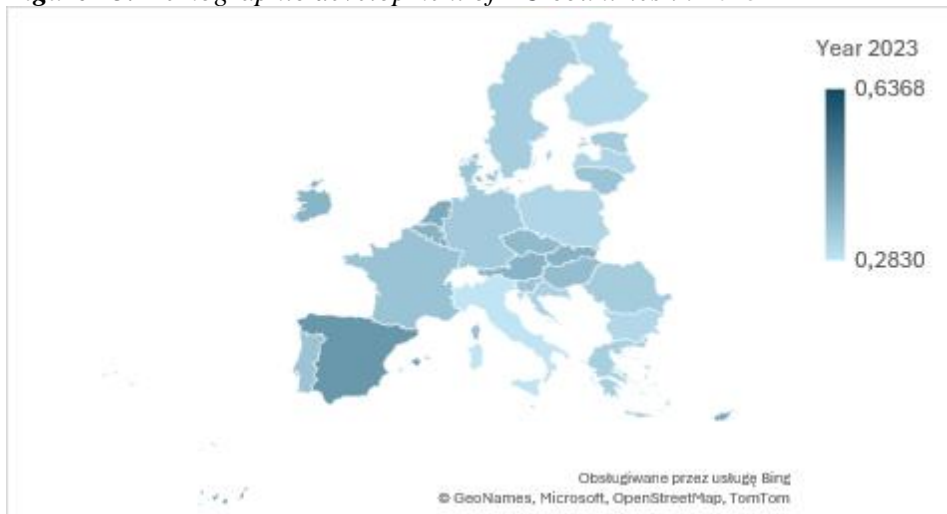 Year 2023
0,6368
0,2830
Obsługiwane przez usługę Bing
© GeoNames, Microsoft, OpenStreetMap, TomTom